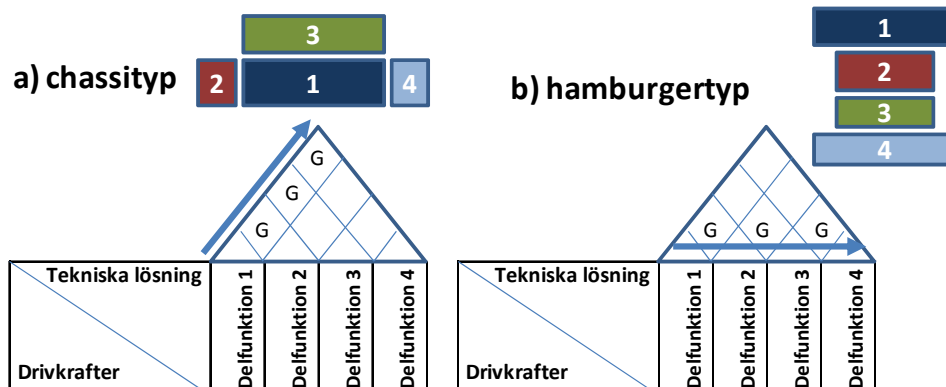 a) chassityp
3
2
1
4
G
G
G
Tekniska lösning
Drivkrafter
Delfunktion 1
Delfunktion 2
Delfunktion 3
Delfunktion 4
b) hamburgertyp
1
2
3
4
G
G
G
Tekniska lösning
Drivkrafter
Delfunktion 1
Delfunktion 2
Delfunktion 3
Delfunktion 4